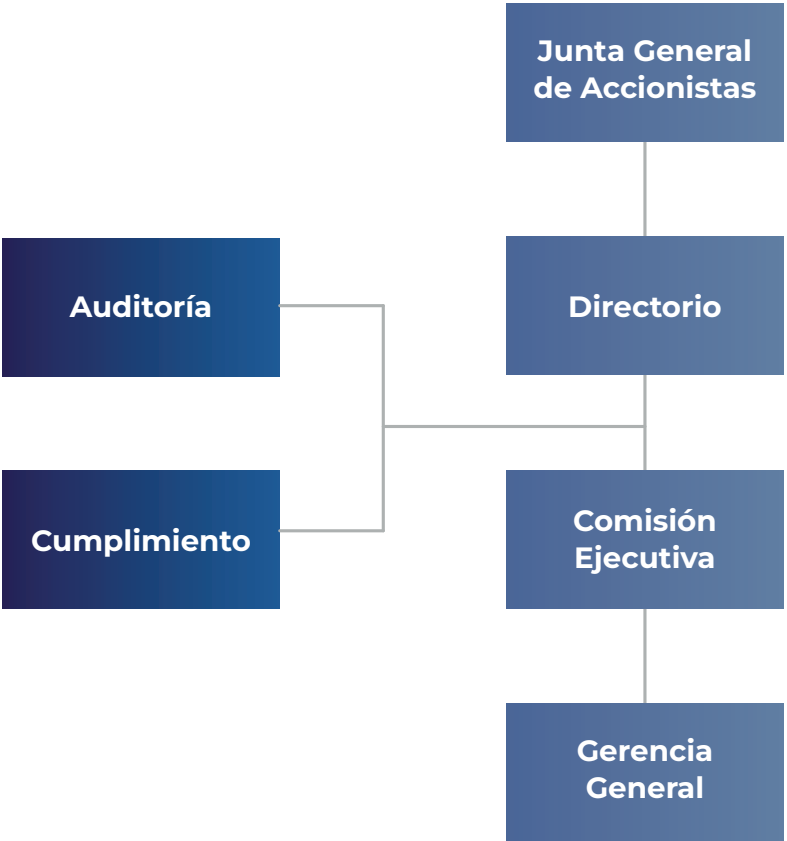 Junta General
de Accionistas
Auditoría
Directorio
Cumplimiento
Comisión
Ejecutiva
Gerencia
General